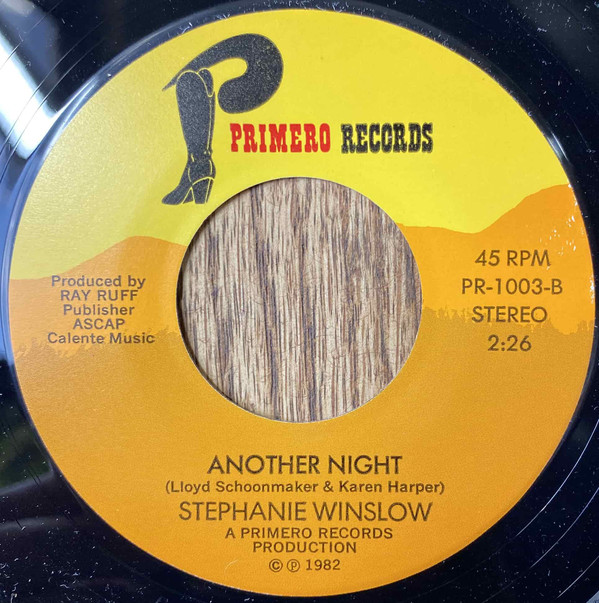 PRIMERO RECORDS
Produced by
RAY RUFF
Publisher
ASCAP
Calente Music
45 RPM
PR-1003-B
STEREO
2:26
ANOTHER NIGHT
(Lloyd Schoonmaker & Karen Harper)
STEPHANIE WINSLOW
A PRIMERO RECORDS
PRODUCTION
© ℗ 1982